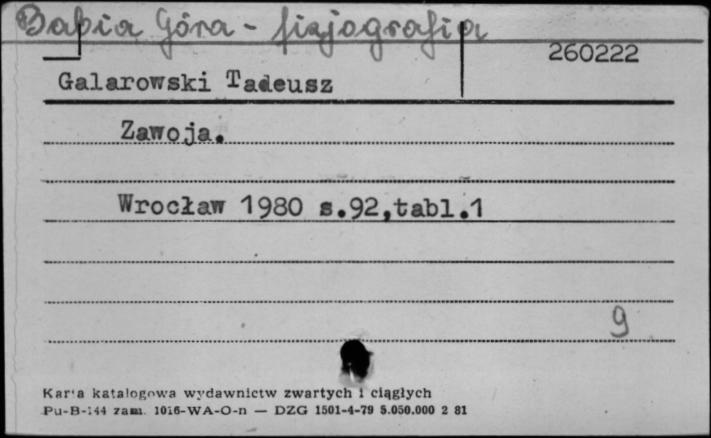 Babia Góra - fizjografia
260222
Galarowski Tadeusz
Zawoja.
Wrocław 1980 s.92,tabl.1
9
Karta katalogowa wydawnictw zwartych i ciągłych
Pu-B-144 zam. 1016-WA-O-n — DZG 1501-4-79 5.050.000 2 81